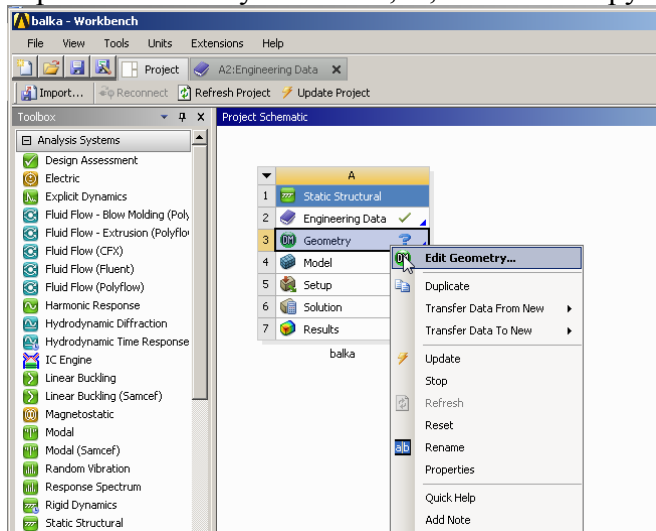 balka - Workbench
File View Tools Units Extensions Help
Project A2:Engineering Data
Import... Reconnect Refresh Project Update Project
Toolbox
Project Schematic
Analysis Systems
Design Assessment
Electric
Explicit Dynamics
Fluid Flow - Blow Molding (Poly
Fluid Flow - Extrusion (Polyflo
Fluid Flow (CFX)
Fluid Flow (Fluent)
Fluid Flow (Polyflow)
Harmonic Response
Hydrodynamic Diffraction
Hydrodynamic Time Response
IC Engine
Linear Buckling
Linear Buckling (Samcef)
Magnetostatic
Modal
Modal (Samcef)
Random Vibration
Response Spectrum
Rigid Dynamics
Static Structural
A
1 Static Structural
2 Engineering Data
3 Geometry
4 Model
5 Setup
6 Solution
7 Results
balka
Edit Geometry...
Duplicate
Transfer Data From New
Transfer Data To New
Update
Stop
Refresh
Reset
Rename
Properties
Quick Help
Add Note